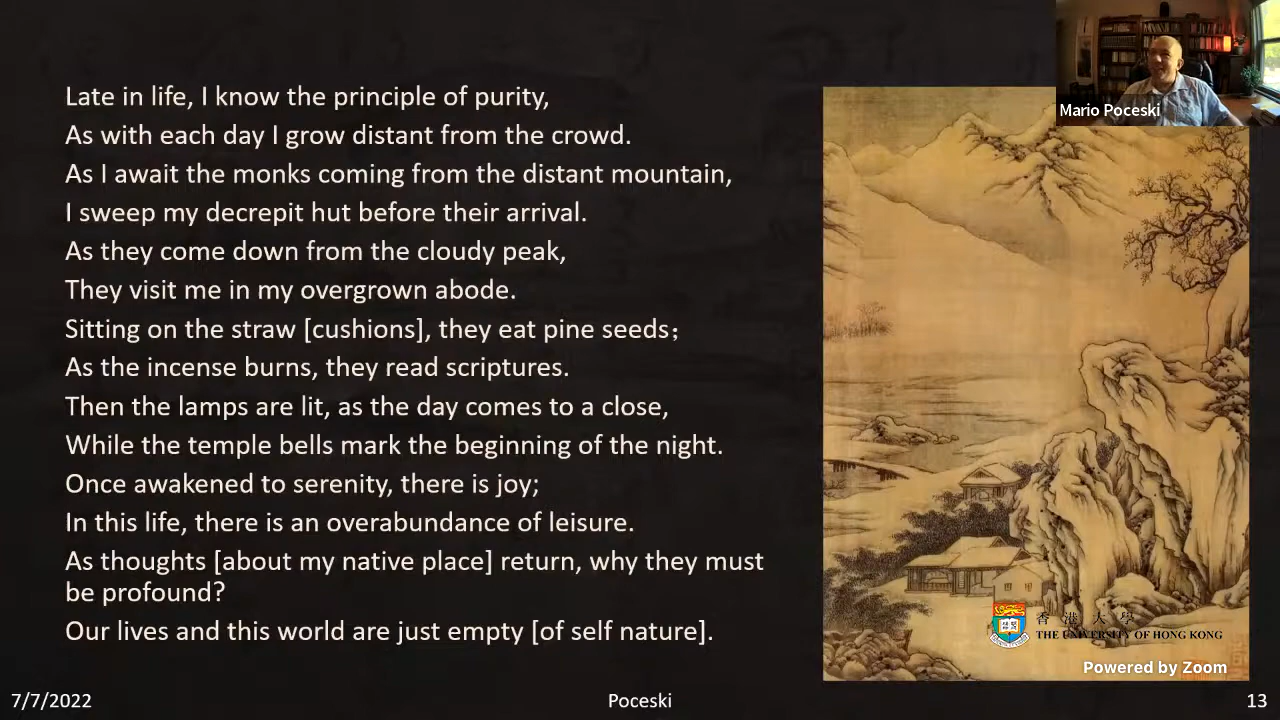 Mario Poceski
Late in life, I know the principle of purity,
As with each day I grow distant from the crowd.
As I await the monks coming from the distant mountain,
I sweep my decrepit hut before their arrival.
As they come down from the cloudy peak,
They visit me in my overgrown abode.
Sitting on the straw [cushions], they eat pine seeds；
As the incense burns, they read scriptures.
Then the lamps are lit, as the day comes to a close,
While the temple bells mark the beginning of the night.
Once awakened to serenity, there is joy;
In this life, there is an overabundance of leisure.
As thoughts [about my native place] return, why they must
be profound?
Our lives and this world are just empty [of self nature].
香港大學
THE UNIVERSITY OF HONG KONG
Powered by Zoom
7/7/2022
Poceski
13